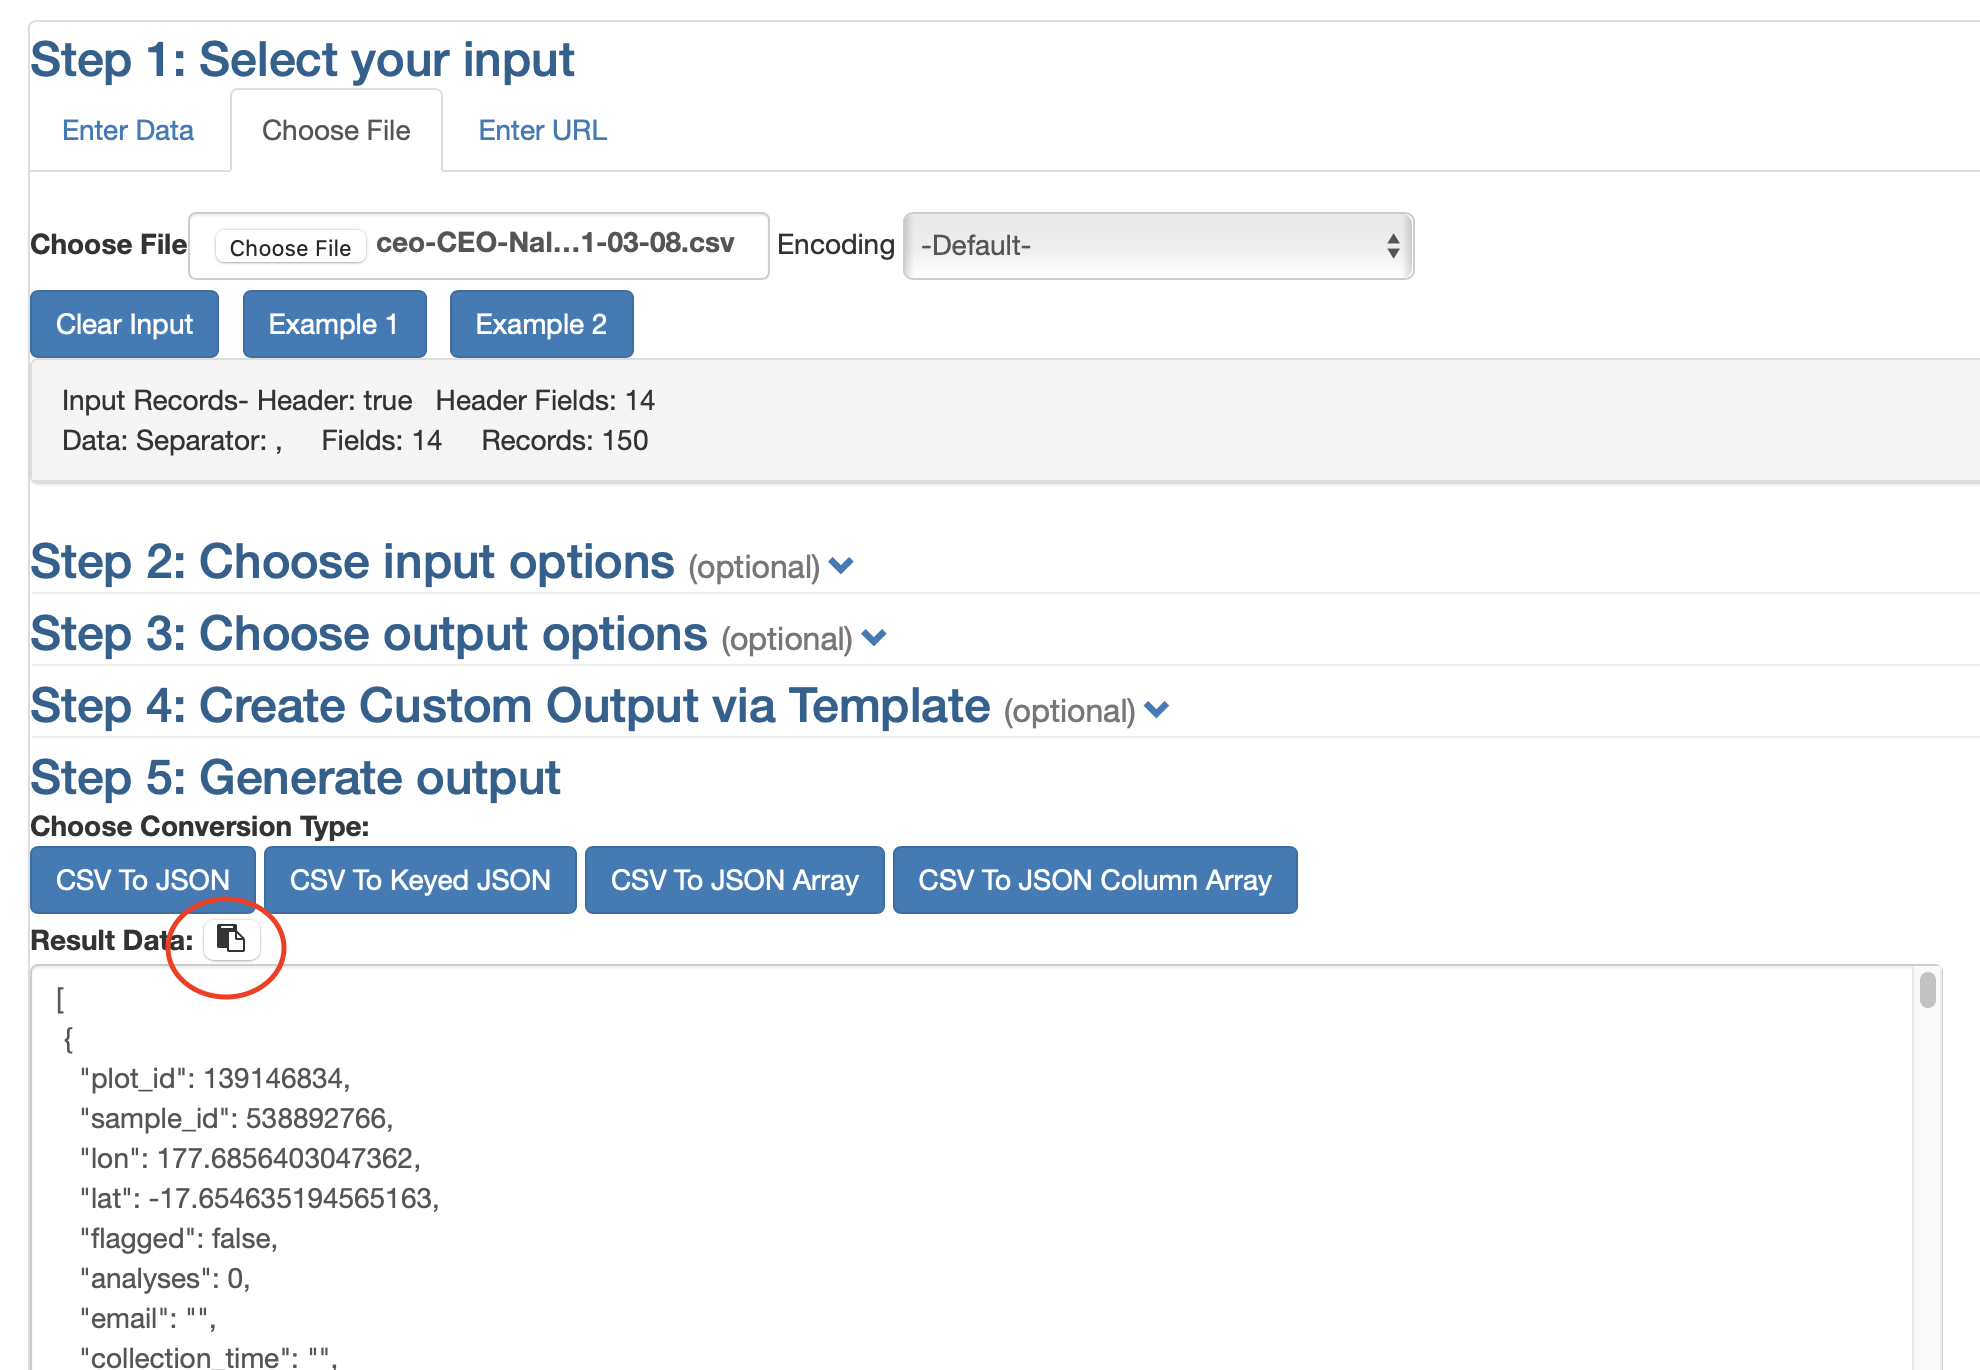 Step 1: Select your input
Enter Data Choose File Enter URL
Choose File Choose File ceo-CEO-Nal...1-03-08.csv Encoding -Default-
Clear Input Example 1 Example 2
Input Records- Header: true Header Fields: 14
Data: Separator: , Fields: 14 Records: 150
Step 2: Choose input options (optional)
Step 3: Choose output options (optional)
Step 4: Create Custom Output via Template (optional)
Step 5: Generate output
Choose Conversion Type:
CSV To JSON CSV To Keyed JSON CSV To JSON Array CSV To JSON Column Array
Result Data:
[
{
"plot_id": 139146834,
"sample_id": 538892766,
"lon": 177.6856403047362,
"lat": -17.654635194565163,
"flagged": false,
"analyses": 0,
"email": "",
"collection_time": "",